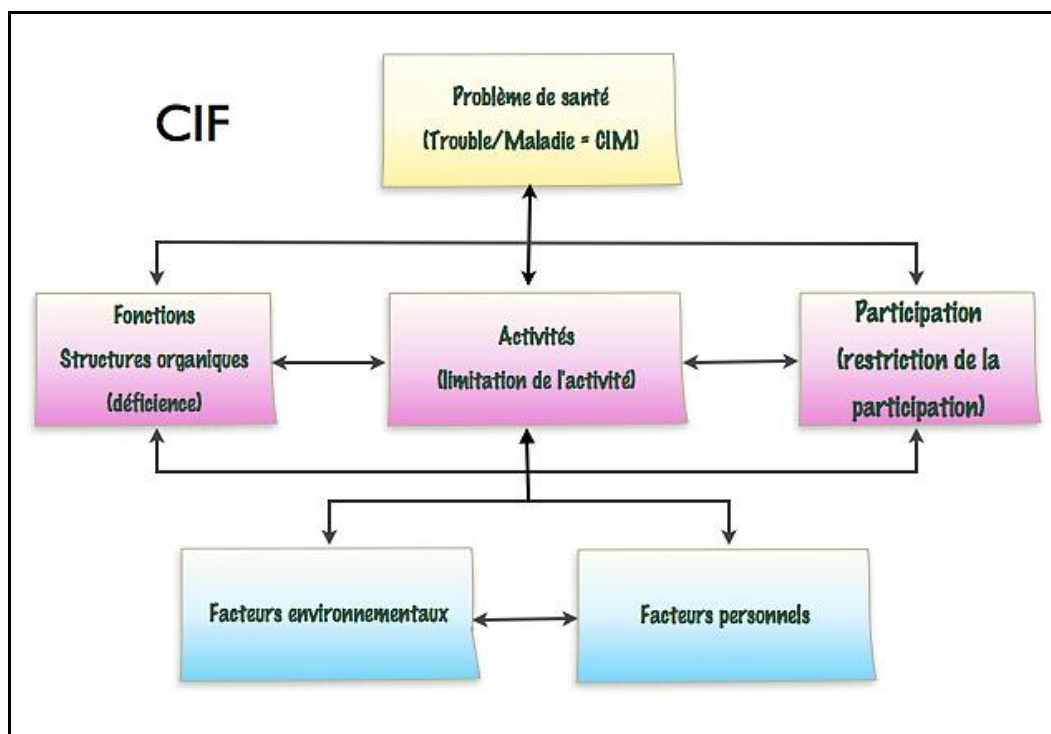 CIF
Problème de santé
(Trouble/Maladie = CIM)
Fonctions
Structures organiques
(déficience)
Activités
(limitation de l'activité)
Participation
(restriction de la
participation)
Facteurs environnementaux
Facteurs personnels